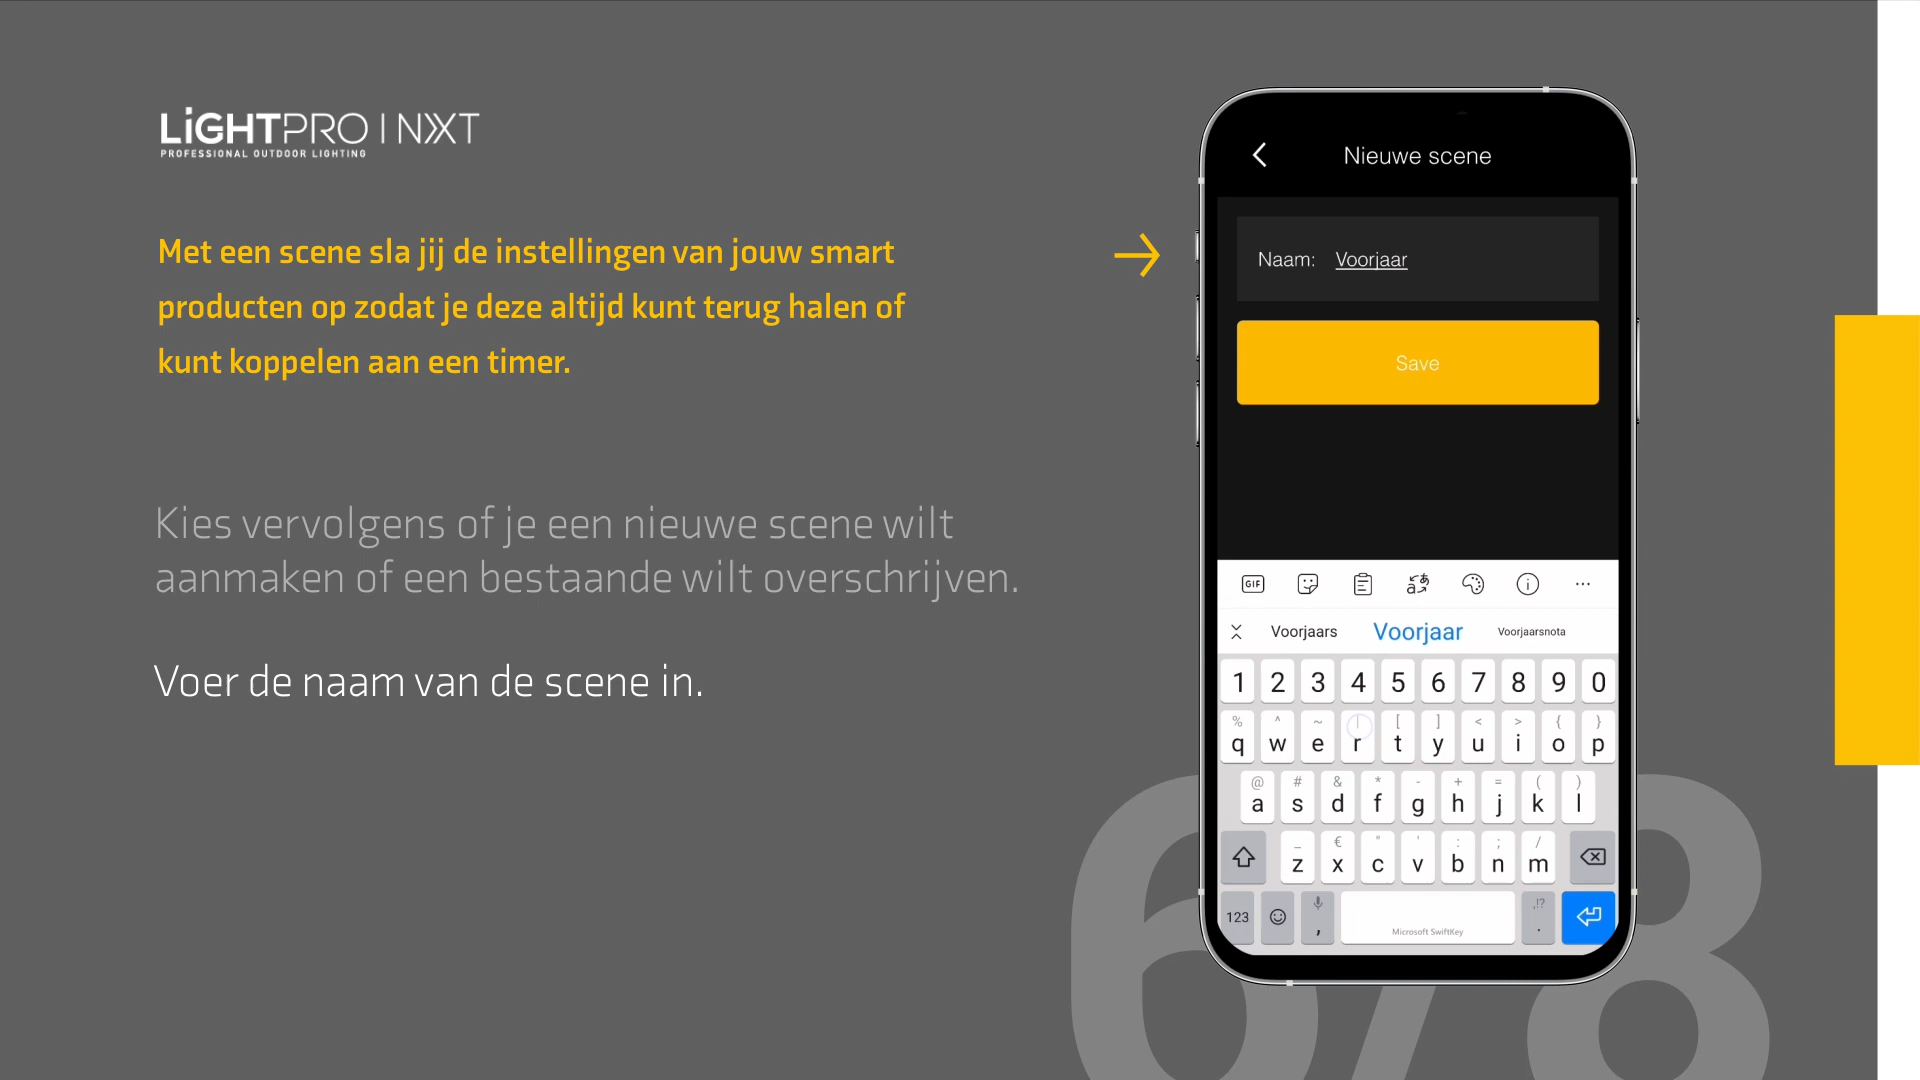 LiGHTPRO | NXT
PROFESSIONAL OUTDOOR LIGHTING
Met een scene sla jij de instellingen van jouw smart
producten op zodat je deze altijd kunt terug halen of
kunt koppelen aan een timer.
Kies vervolgens of je een nieuwe scene wilt
aanmaken of een bestaande wilt overschrijven.
Voer de naam van de scene in.
6/8
Nieuwe scene
Naam: Voorjaar
Save
GIF
Voorjaars Voorjaar Voorjaarsnota
1 2 3 4 5 6 7 8 9 0
% ^ ~ | [ ] < > { }
q w e r t y u i o p
@ # & * - + = ( )
a s d f g h j k l
_ € " ' : ; /
z x c v b n m
,!?
123 , .
Microsoft SwiftKey